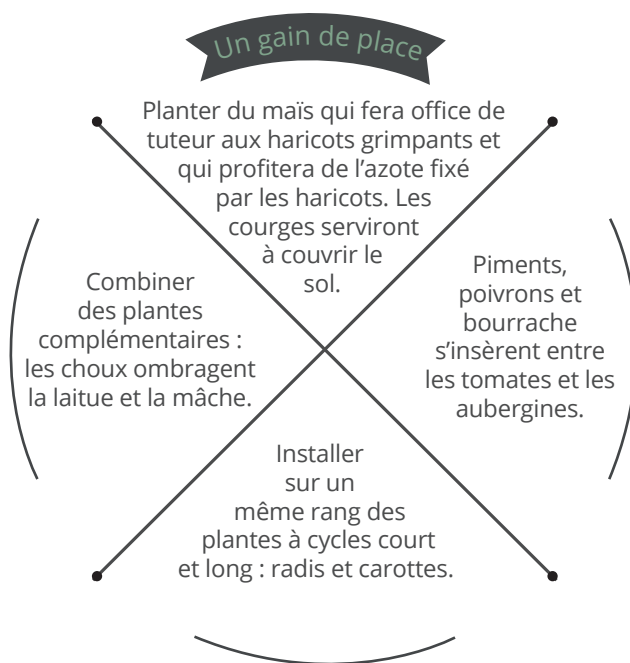 Un gain de place
Planter du maïs qui fera office de
tuteur aux haricots grimpants et
qui profitera de l’azote fixé
par les haricots. Les
courges serviront
à couvrir le
sol.
Combiner
des plantes
complémentaires :
les choux ombragent
la laitue et la mâche.
Piments,
poivrons et
bourrache
s’insèrent entre
les tomates et les
aubergines.
Installer
sur un
même rang des
plantes à cycles court
et long : radis et carottes.